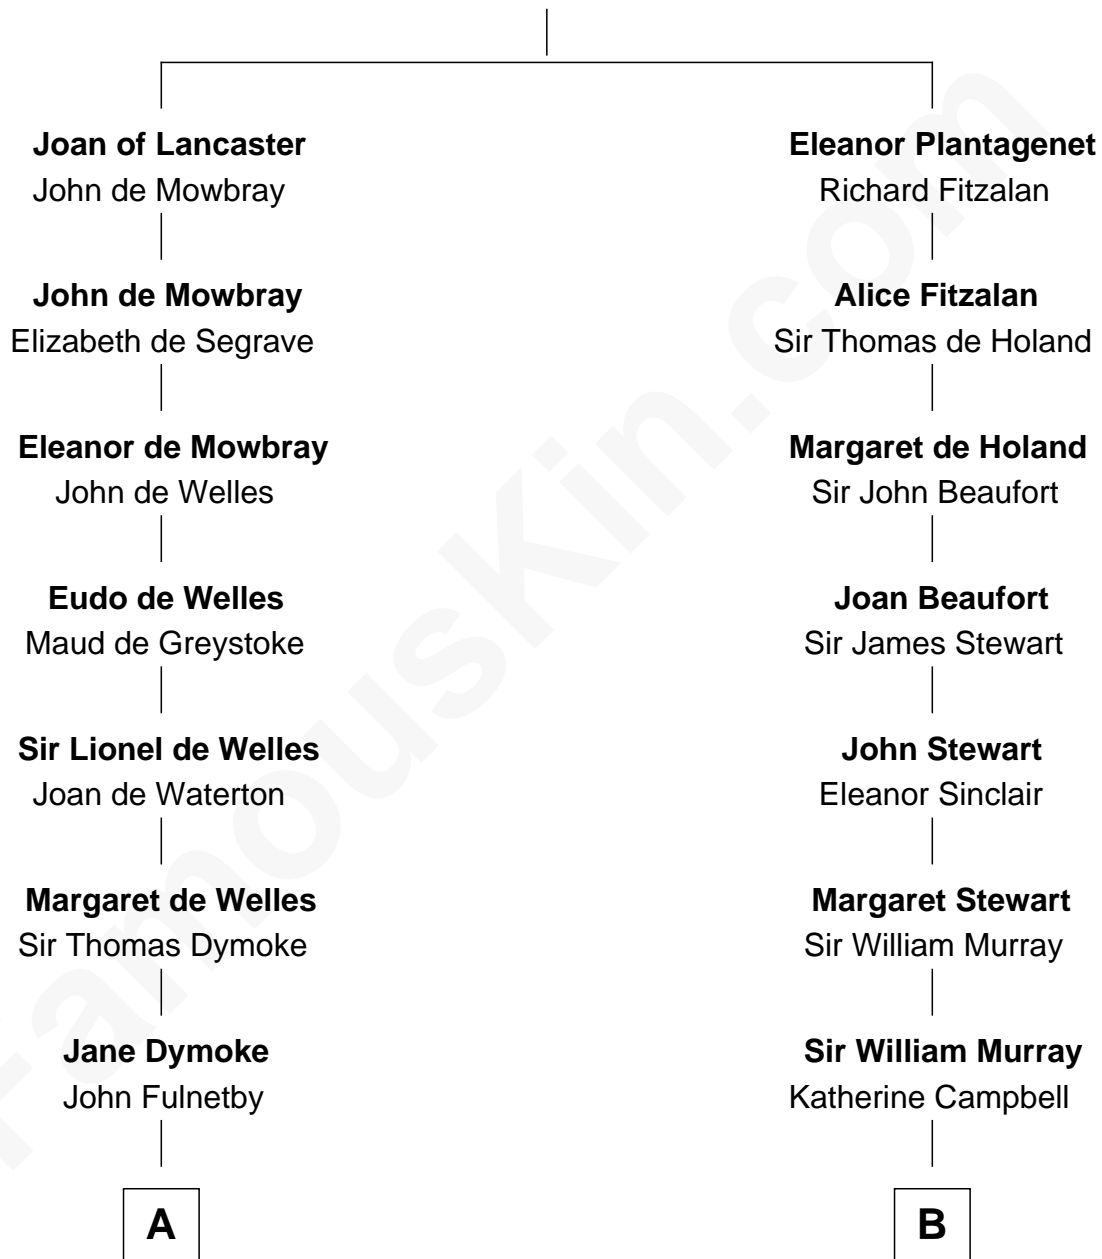 Joan of Lancaster
John de Mowbray
John de Mowbray
Elizabeth de Segrave
Eleanor de Mowbray
John de Welles
Eudo de Welles
Maud de Greystoke
Sir Lionel de Welles
Joan de Waterton
Margaret de Welles
Sir Thomas Dymoke
Jane Dymoke
John Fulnetby
A
Eleanor Plantagenet
Richard Fitzalan
Alice Fitzalan
Sir Thomas de Holand
Margaret de Holand
Sir John Beaufort
Joan Beaufort
Sir James Stewart
John Stewart
Eleanor Sinclair
Margaret Stewart
Sir William Murray
Sir William Murray
Katherine Campbell
B
FamousKin.com